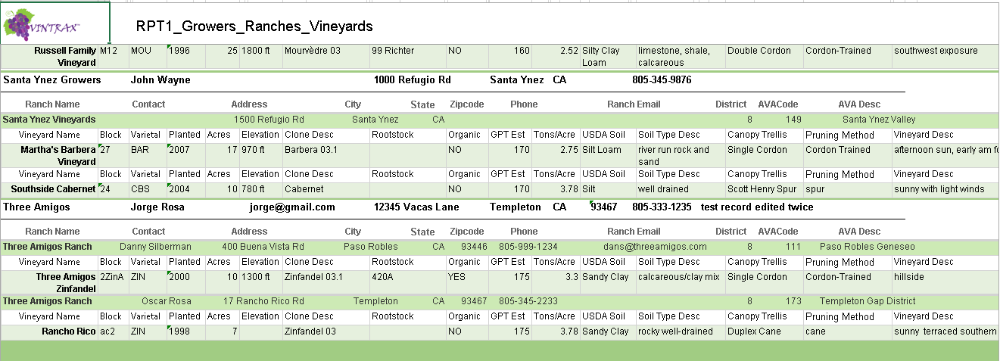 VINTRAX™ RPT1_Growers_Ranches_Vineyards
Russell Family Vineyard M12 MOU 1996 25 1800 ft Mourvèdre 03 99 Richter NO 160 2.52 Silty Clay Loam limestone, shale, calcareous Double Cordon Cordon-Trained southwest exposure
Santa Ynez Growers John Wayne 1000 Refugio Rd Santa Ynez CA 805-345-9876
Ranch Name Contact Address City State Zipcode Phone Ranch Email District AVACode AVA Desc
Santa Ynez Vineyards 1500 Refugio Rd Santa Ynez CA 8 149 Santa Ynez Valley
Vineyard Name Block Varietal Planted Acres Elevation Clone Desc Rootstock Organic GPT Est Tons/Acre USDA Soil Soil Type Desc Canopy Trellis Pruning Method Vineyard Desc
Martha's Barbera Vineyard 27 BAR 2007 17 970 ft Barbera 03.1 NO 170 2.75 Silt Loam river run rock and sand Single Cordon Cordon Trained afternoon sun, early am fo
Vineyard Name Block Varietal Planted Acres Elevation Clone Desc Rootstock Organic GPT Est Tons/Acre USDA Soil Soil Type Desc Canopy Trellis Pruning Method Vineyard Desc
Southside Cabernet 24 CBS 2004 10 780 ft Cabernet NO 170 3.78 Silt well drained Scott Henry Spur spur sunny with light winds
Three Amigos Jorge Rosa jorge@gmail.com 12345 Vacas Lane Templeton CA 93467 805-333-1235 test record edited twice
Ranch Name Contact Address City State Zipcode Phone Ranch Email District AVACode AVA Desc
Three Amigos Ranch Danny Silberman 400 Buena Vista Rd Paso Robles CA 93446 805-999-1234 dans@threeamigos.com 8 111 Paso Robles Geneseo
Vineyard Name Block Varietal Planted Acres Elevation Clone Desc Rootstock Organic GPT Est Tons/Acre USDA Soil Soil Type Desc Canopy Trellis Pruning Method Vineyard Desc
Three Amigos Zinfandel 2ZinA ZIN 2000 10 1300 ft Zinfandel 03.1 420A YES 175 3.3 Sandy Clay calcareous/clay mix Single Cordon Cordon-Trained hillside
Three Amigos Ranch Oscar Rosa 17 Rancho Rico Rd Templeton CA 93467 805-345-2233 8 173 Templeton Gap District
Vineyard Name Block Varietal Planted Acres Elevation Clone Desc Rootstock Organic GPT Est Tons/Acre USDA Soil Soil Type Desc Canopy Trellis Pruning Method Vineyard Desc
Rancho Rico ac2 ZIN 1998 7 Zinfandel 03 NO 175 3.78 Sandy Clay rocky well-drained Duplex Cane cane sunny terraced southern